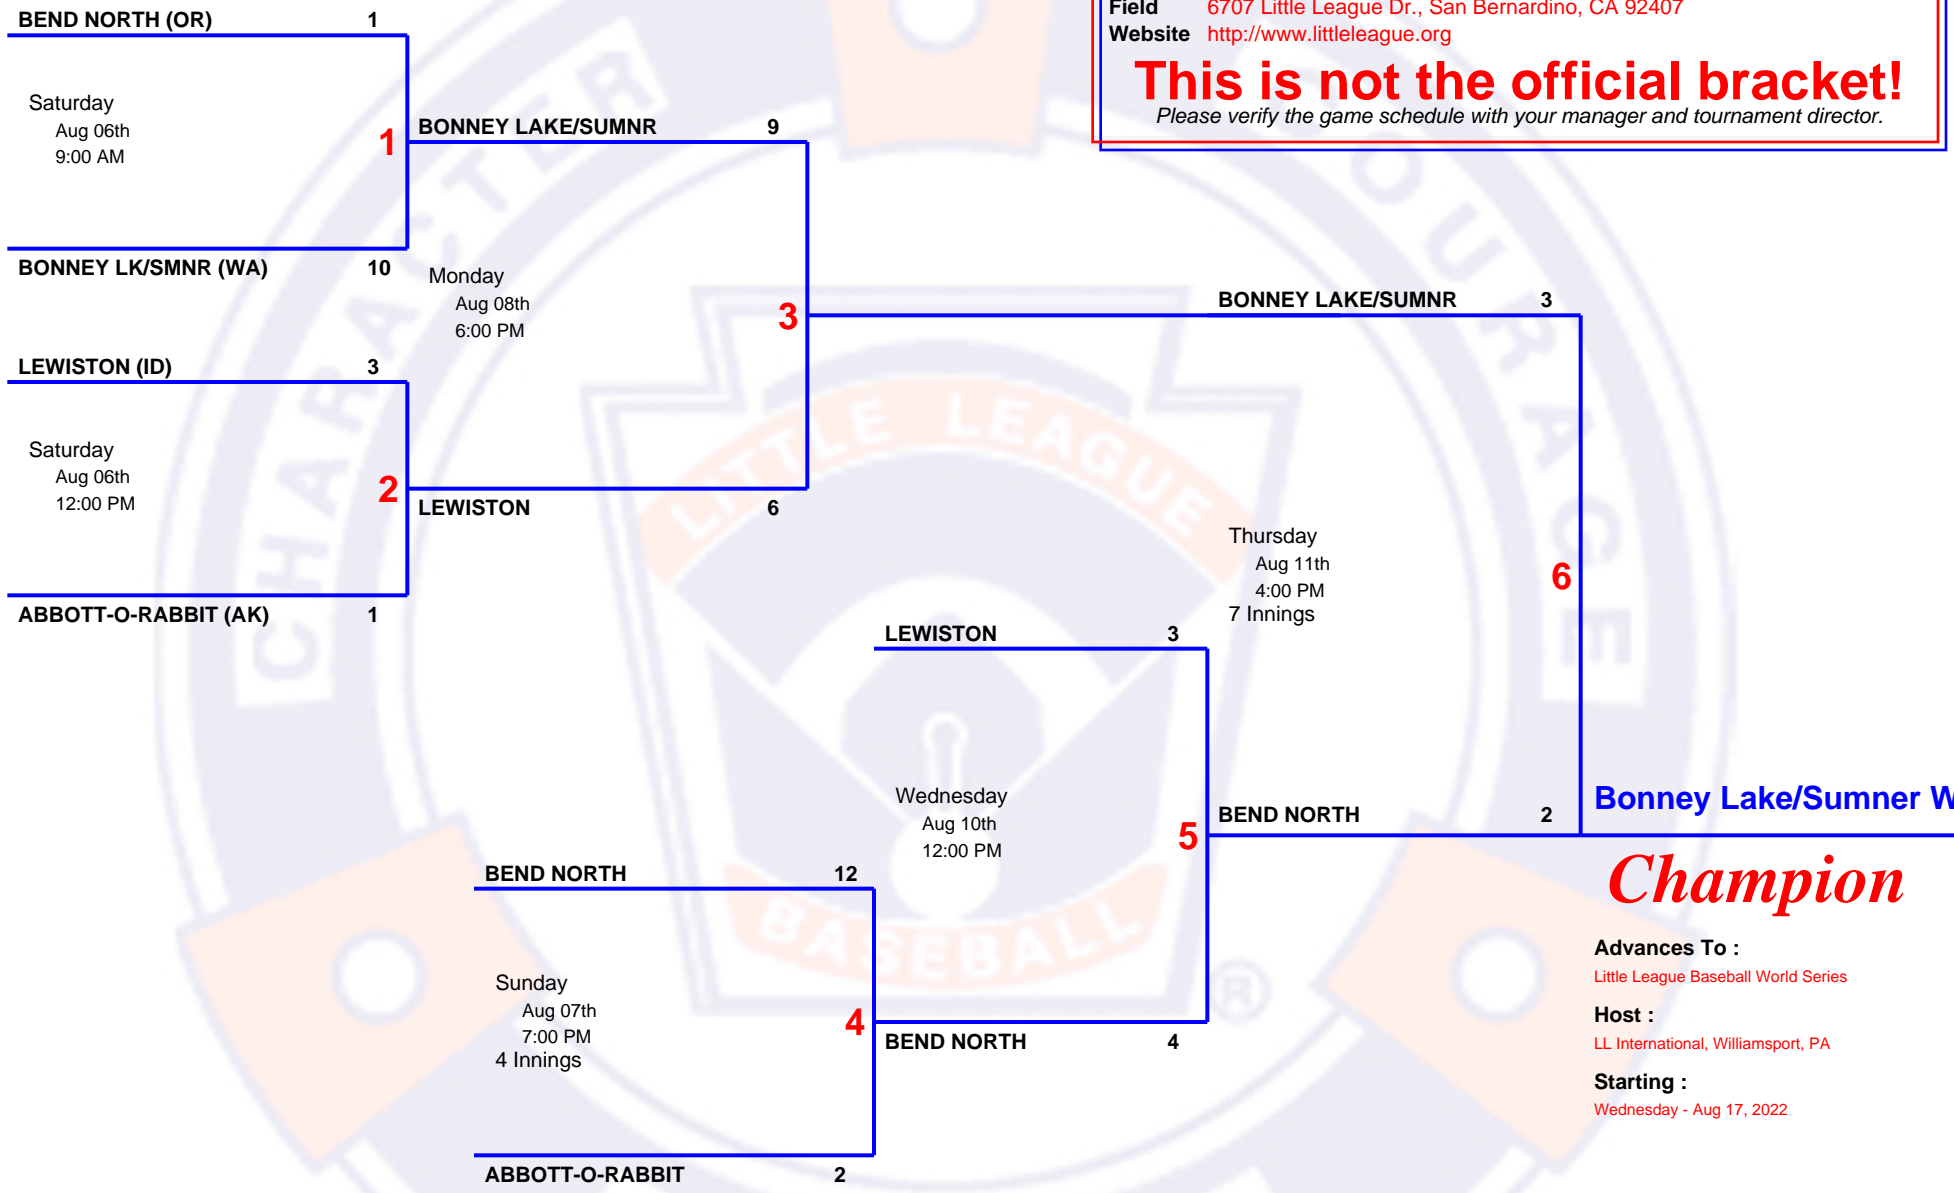 BEND NORTH (OR) 1
Field 6707 Little League Dr., San Bernardino, CA 92407
Website http://www.littleleague.org
This is not the official bracket!
Please verify the game schedule with your manager and tournament director.
Saturday
Aug 06th
9:00 AM
1
BONNEY LAKE/SUMNR 9
BONNEY LK/SMNR (WA) 10
Monday
Aug 08th
6:00 PM
3
BONNEY LAKE/SUMNR 3
LEWISTON (ID) 3
Saturday
Aug 06th
12:00 PM
2
LEWISTON 6
ABBOTT-O-RABBIT (AK) 1
Thursday
Aug 11th
4:00 PM
7 Innings
6
LEWISTON 3
Wednesday
Aug 10th
12:00 PM
5
BEND NORTH 2
Bonney Lake/Sumner W
Champion
BEND NORTH 12
Sunday
Aug 07th
7:00 PM
4 Innings
4
BEND NORTH 4
ABBOTT-O-RABBIT 2
Advances To :
Little League Baseball World Series
Host :
LL International, Williamsport, PA
Starting :
Wednesday - Aug 17, 2022
CHARACTER
COURAGE
LITTLE LEAGUE
BASEBALL
®